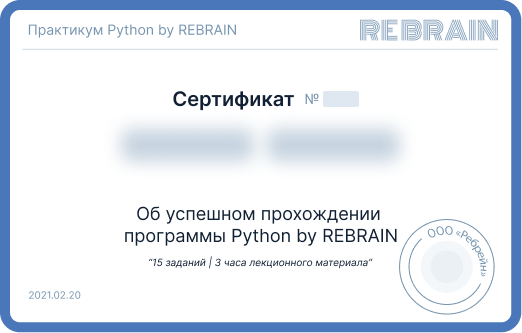 Практикум Python by REBRAIN
REBRAIN
Сертификат №
Об успешном прохождении
программы Python by REBRAIN
“15 заданий | 3 часа лекционного материала”
ООО «Ребрейн»
2021.02.20